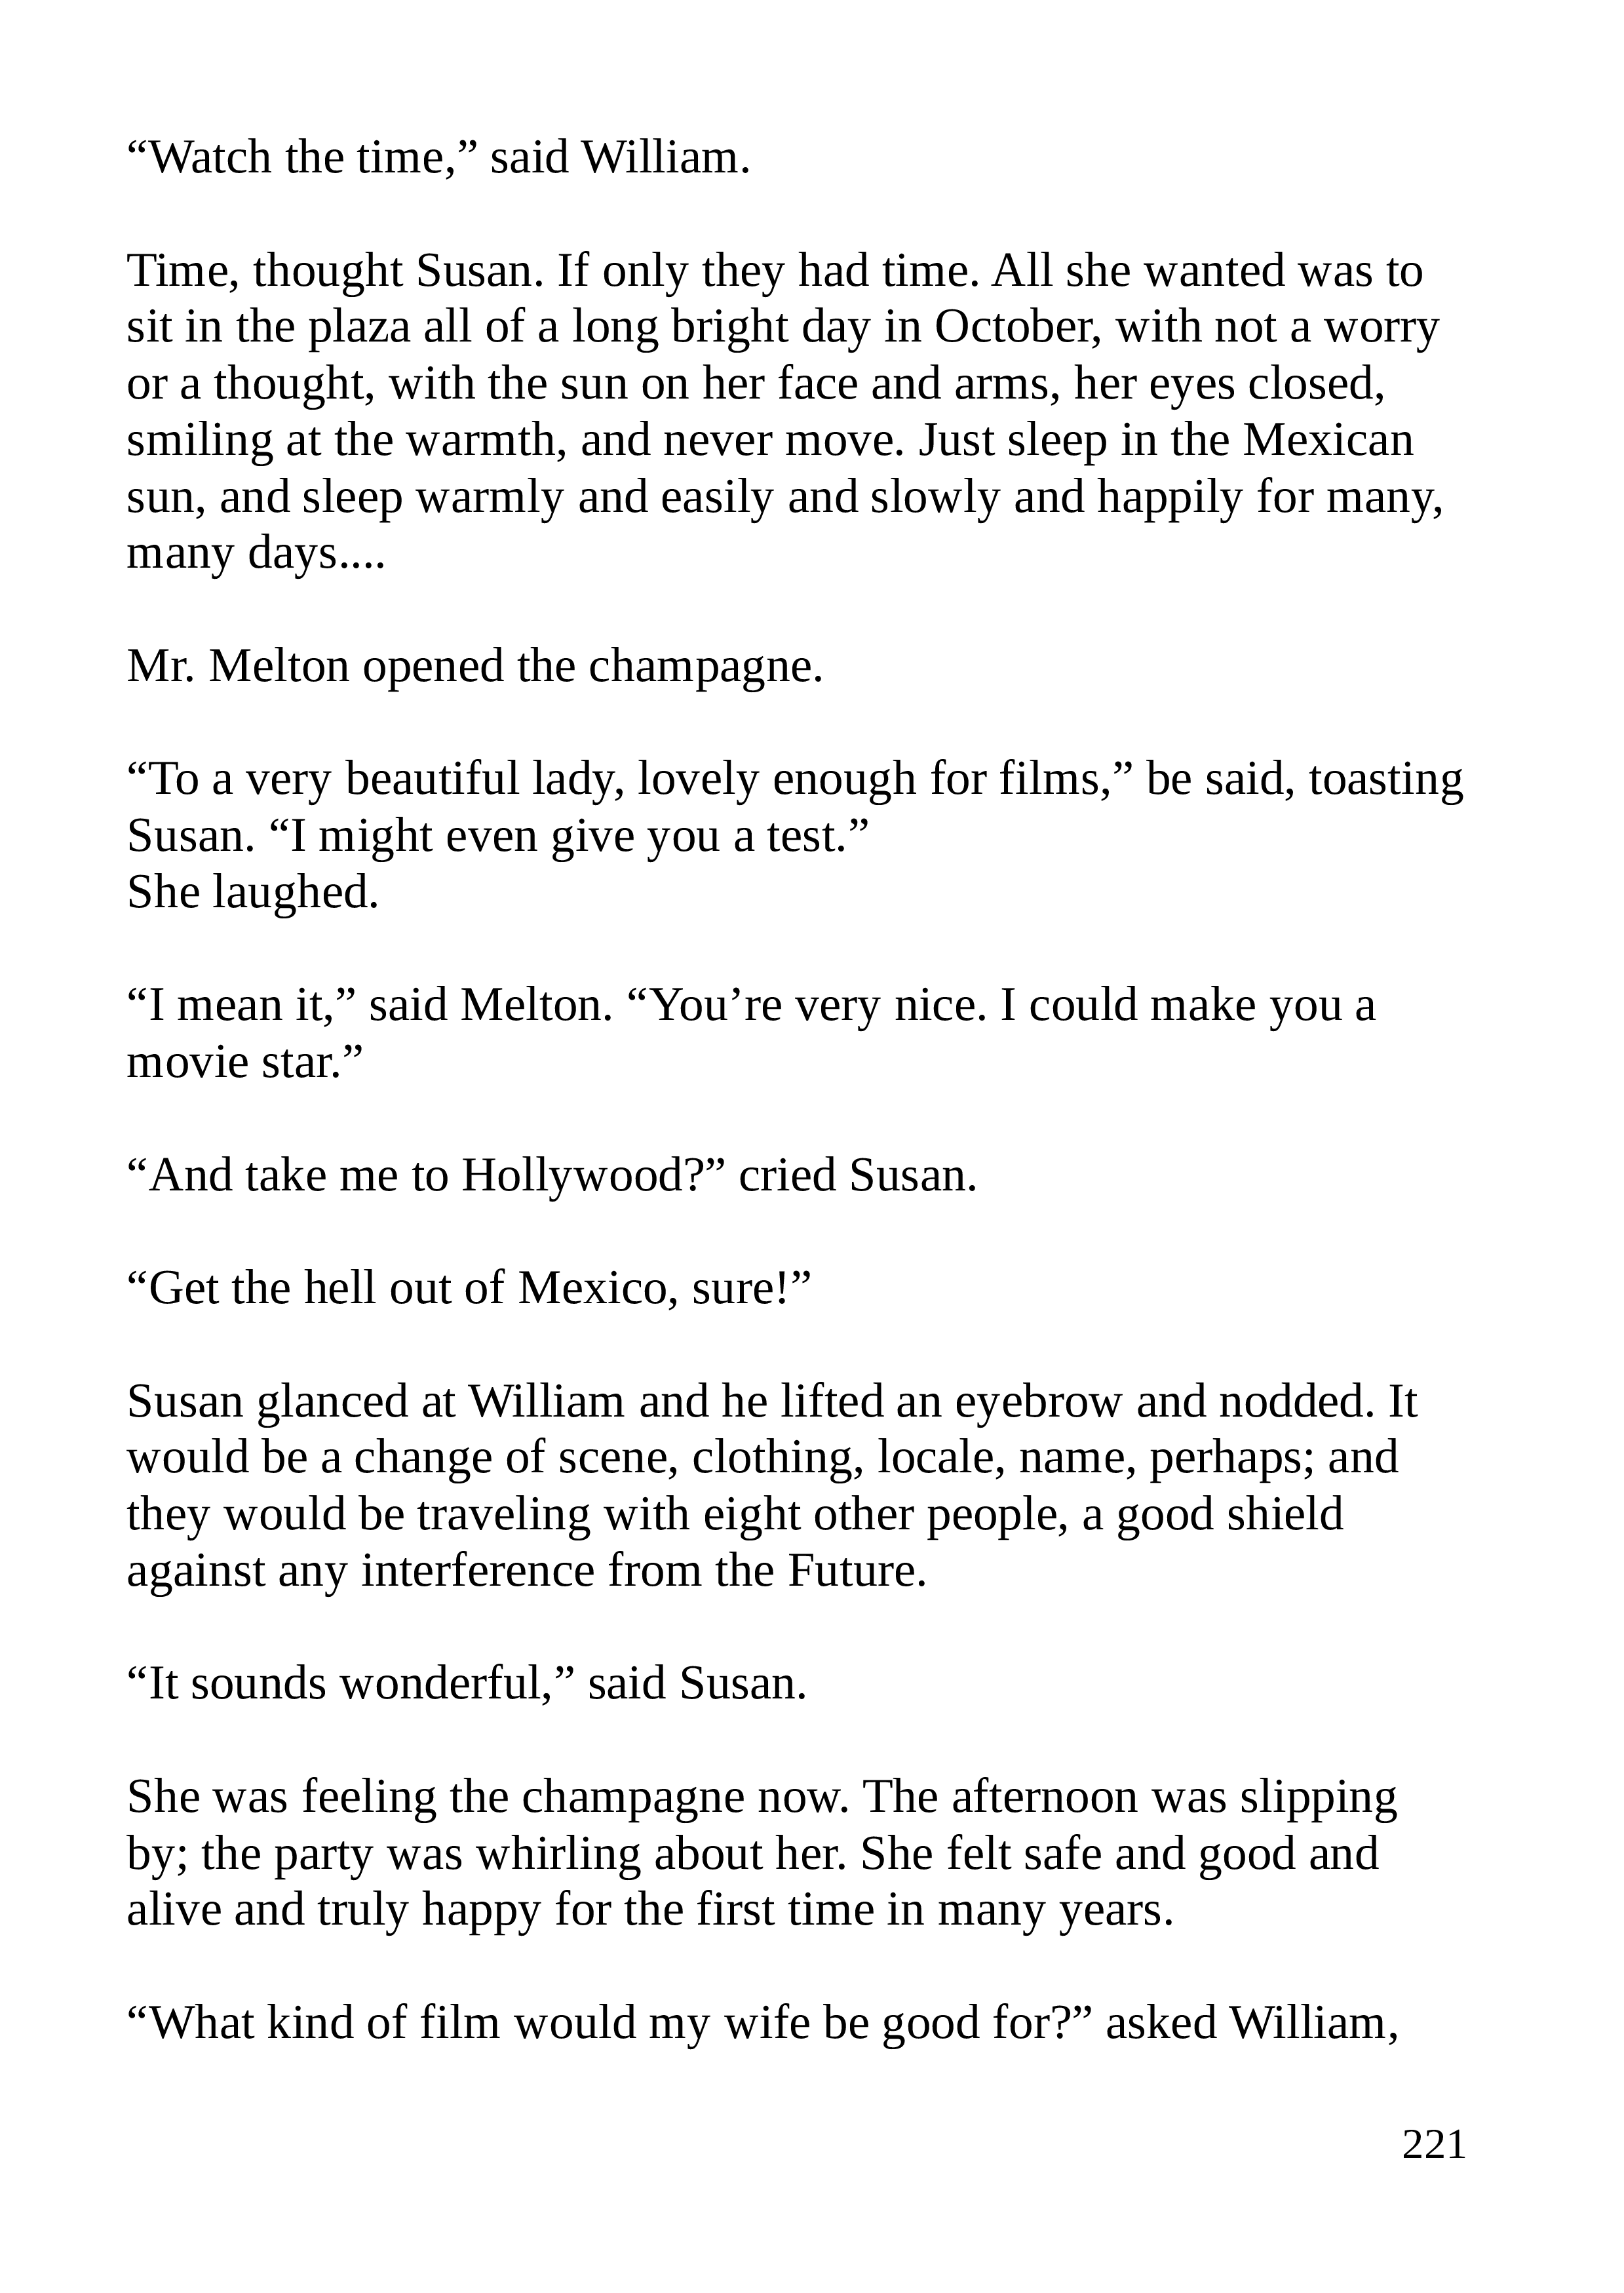 “Watch the time,” said William.
Time, thought Susan. If only they had time. All she wanted was to
sit in the plaza all of a long bright day in October, with not a worry
or a thought, with the sun on her face and arms, her eyes closed,
smiling at the warmth, and never move. Just sleep in the Mexican
sun, and sleep warmly and easily and slowly and happily for many,
many days....
Mr. Melton opened the champagne.
“To a very beautiful lady, lovely enough for films,” be said, toasting
Susan. “I might even give you a test.”
She laughed.
“I mean it,” said Melton. “You’re very nice. I could make you a
movie star.”
“And take me to Hollywood?” cried Susan.
“Get the hell out of Mexico, sure!”
Susan glanced at William and he lifted an eyebrow and nodded. It
would be a change of scene, clothing, locale, name, perhaps; and
they would be traveling with eight other people, a good shield
against any interference from the Future.
“It sounds wonderful,” said Susan.
She was feeling the champagne now. The afternoon was slipping
by; the party was whirling about her. She felt safe and good and
alive and truly happy for the first time in many years.
“What kind of film would my wife be good for?” asked William,
221